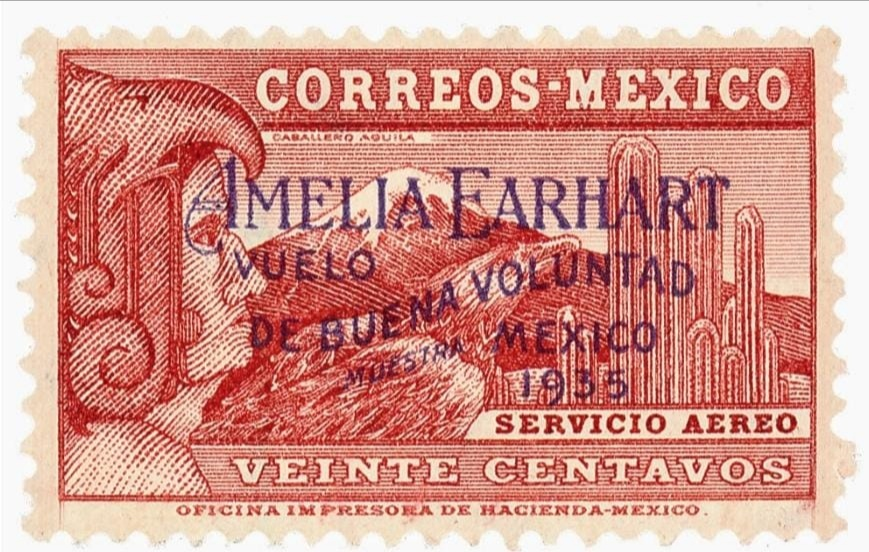 CORREOS-MEXICO
CABALLERO AGUILA
AMELIA EARHART
VUELO
DE BUENA VOLUNTAD
MUESTRA MEXICO
1935
SERVICIO AEREO
VEINTE CENTAVOS
OFICINA IMPRESORA DE HACIENDA-MEXICO.